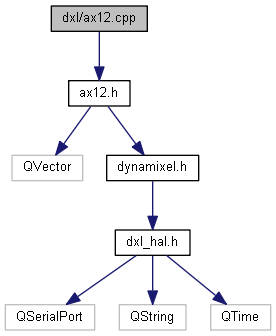 dxl/ax12.cpp
ax12.h
QVector
dynamixel.h
dxl_hal.h
QSerialPort
QString
QTime